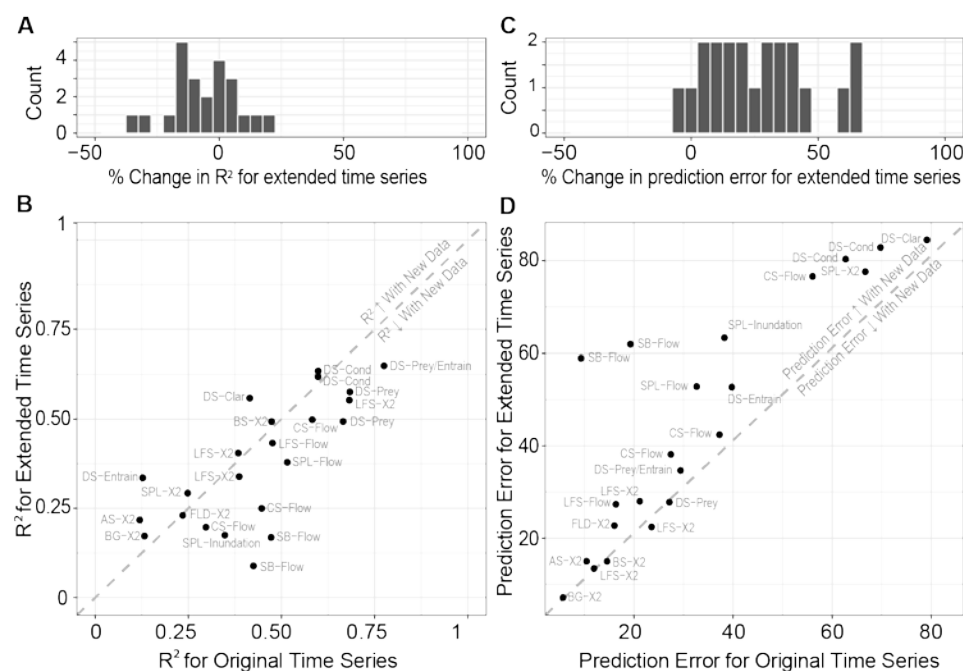 A
Count
0
2
4
−50
0
50
100
% Change in R² for extended time series
C
Count
0
1
2
−50
0
50
100
% Change in prediction error for extended time series
B
R² for Extended Time Series
1
0.75
0.50
0.25
0
R² ↑ With New Data
R² ↓ With New Data
DS−Prey/Entrain
DS−Cond
DS−Cond
DS−Prey
DS−Clar
LFS−X2
BS−X2
CS−Flow
DS−Prey
LFS−Flow
LFS−X2
SPL−Flow
DS−Entrain
LFS−X2
SPL−X2
CS−Flow
AS−X2
FLD−X2
CS−Flow
BG−X2
SPL−Inundation
SB−Flow
SB−Flow
0
0.25
0.50
0.75
1
R² for Original Time Series
D
Prediction Error for Extended Time Series
80
60
40
20
Prediction Error ↑ With New Data
Prediction Error ↓ With New Data
DS−Clar
DS−Cond
DS−Cond
SPL−X2
CS−Flow
SPL−Inundation
SB−Flow
SB−Flow
SPL−Flow
DS−Entrain
CS−Flow
CS−Flow
DS−Prey/Entrain
LFS−X2
LFS−Flow
DS−Prey
FLD−X2
LFS−X2
AS−X2
BS−X2
LFS−X2
BG−X2
20
40
60
80
Prediction Error for Original Time Series